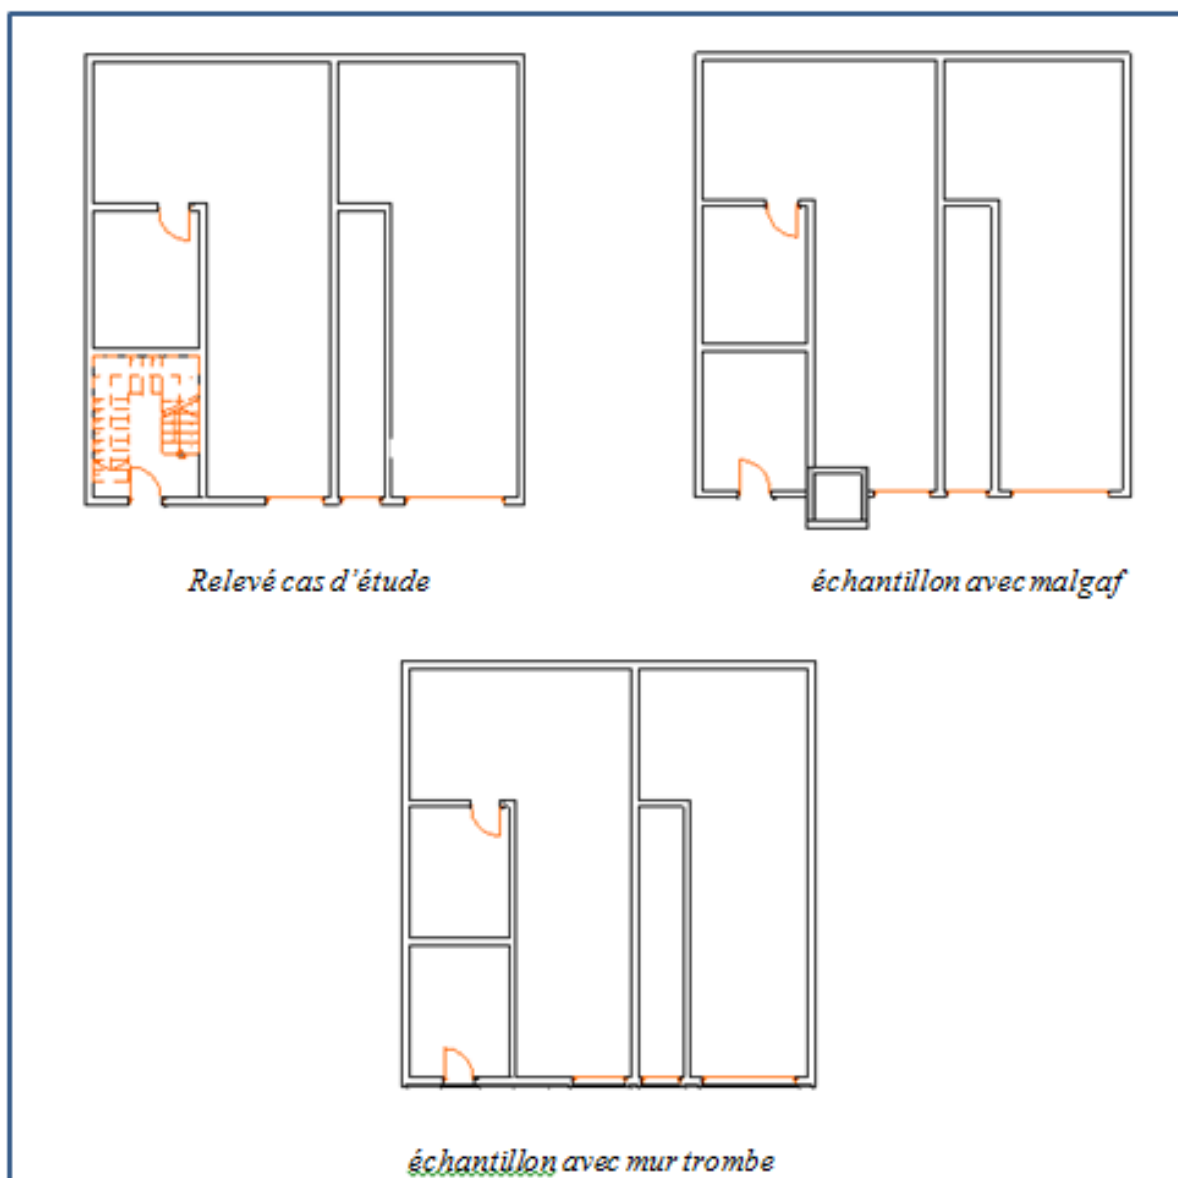 Relevé cas d'étude
échantillon avec malgaf
échantillon avec mur trombe